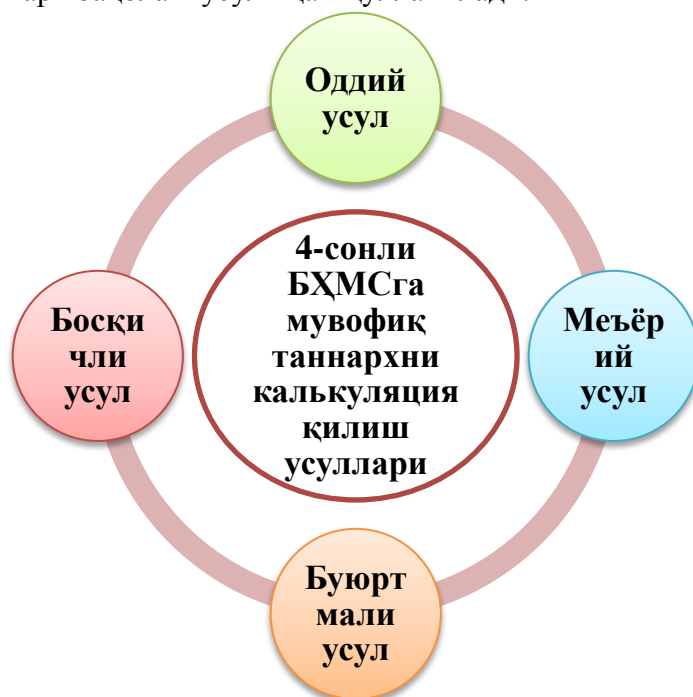 Оддий
усул
4-сонли
БҲМСга
мувофиқ
таннархни
калькуляция
қилиш
усуллари
Босқи
чли
усул
Меъёр
ий
усул
Буюрт
мали
усул